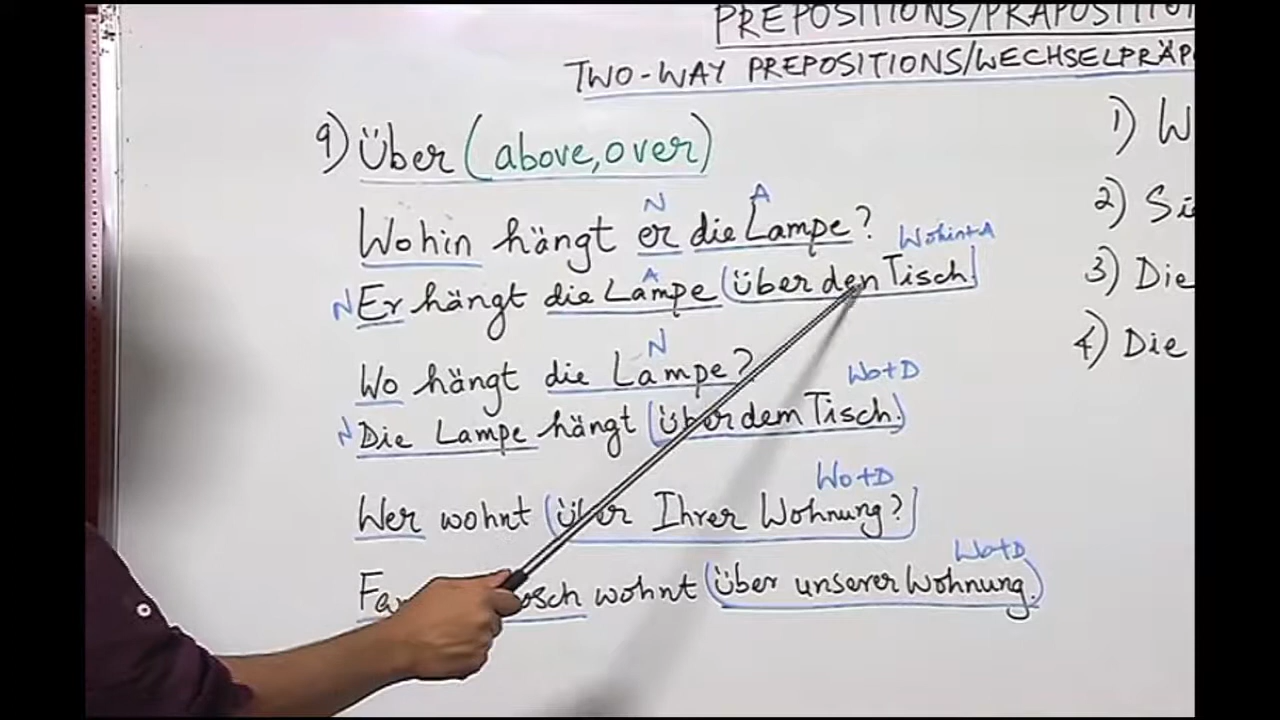 PREPOSITIONS/PRÄPOSITION
TWO-WAY PREPOSITIONS/WECHSELPRÄP
9) Über (above, over)
N A
Wohin hängt er die Lampe?
Wohin+A
A
N Er hängt die Lampe (über den Tisch.)
N
Wo hängt die Lampe?
Wo+D
N Die Lampe hängt (über dem Tisch.)
Wo+D
Wer wohnt (über Ihrer Wohnung?)
Wo+D
wohnt (über unserer Wohnung.)
1) W
2) Si
3) Die
4) Die